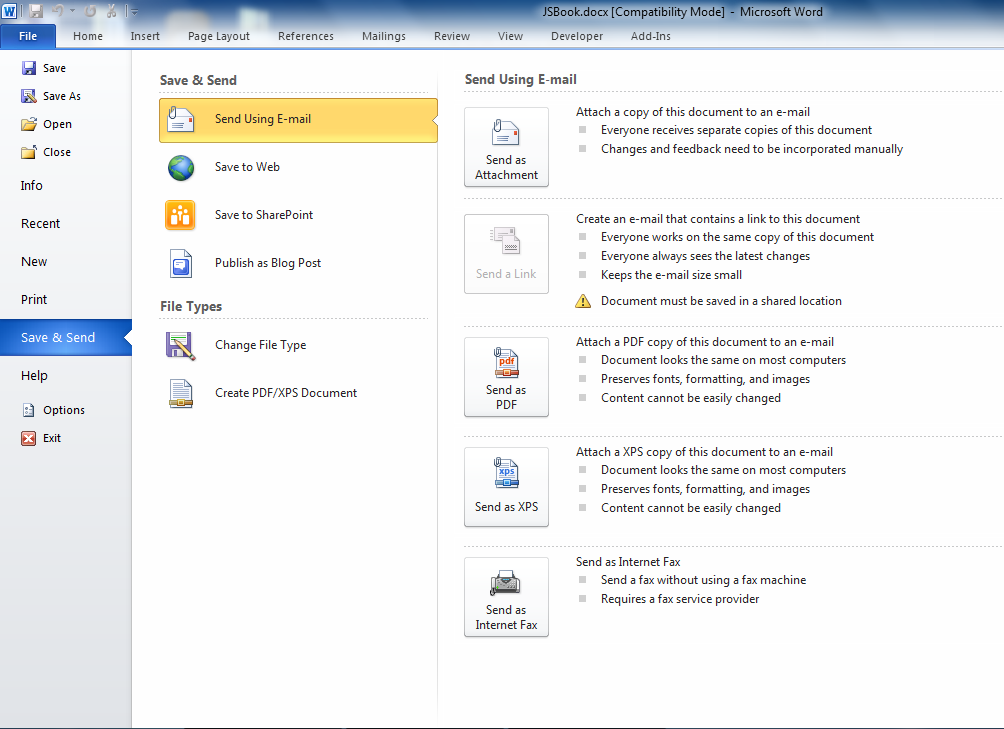 W
JSBook.docx [Compatibility Mode] - Microsoft Word
File Home Insert Page Layout References Mailings Review View Developer Add-Ins
Save
Save As
Open
Close
Info
Recent
New
Print
Save & Send
Help
Options
Exit
Save & Send
Send Using E-mail
Save to Web
Save to SharePoint
Publish as Blog Post
File Types
Change File Type
Create PDF/XPS Document
Send Using E-mail
Send as
Attachment
Attach a copy of this document to an e-mail
Everyone receives separate copies of this document
Changes and feedback need to be incorporated manually
Send a Link
Create an e-mail that contains a link to this document
Everyone works on the same copy of this document
Everyone always sees the latest changes
Keeps the e-mail size small
Document must be saved in a shared location
pdf
Send as
PDF
Attach a PDF copy of this document to an e-mail
Document looks the same on most computers
Preserves fonts, formatting, and images
Content cannot be easily changed
xps
Send as XPS
Attach a XPS copy of this document to an e-mail
Document looks the same on most computers
Preserves fonts, formatting, and images
Content cannot be easily changed
Send as
Internet Fax
Send as Internet Fax
Send a fax without using a fax machine
Requires a fax service provider